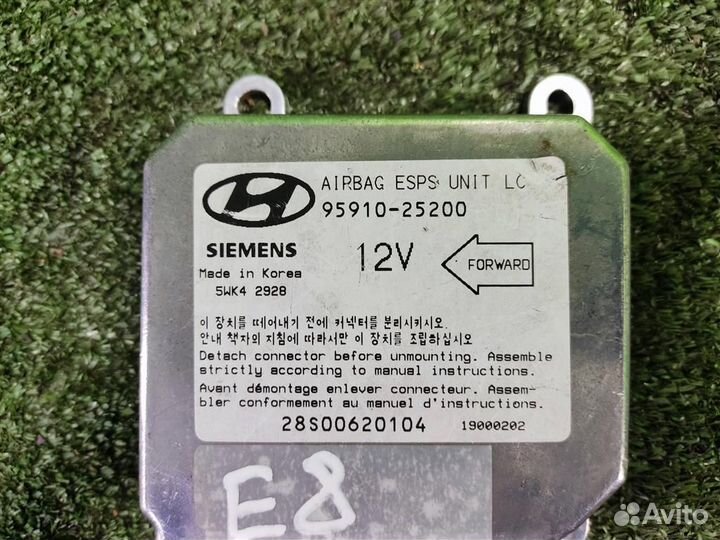 AIRBAG ESPS UNIT LC
95910-25200
SIEMENS
12V
FORWARD
Made in Korea
5WK4 2928
이 장치를 떼어내기 전에 커넥터를 분리시키시오.
안내 책자의 지침에 따라서만 이 장치를 조립하십시오
Detach connector before unmounting. Assemble
strictly according to manual instructions.
Avant démontage enlever connecteur. Assem-
bler conformement au manuel d'instructions.
28S00620104
19000202
E8
Avito